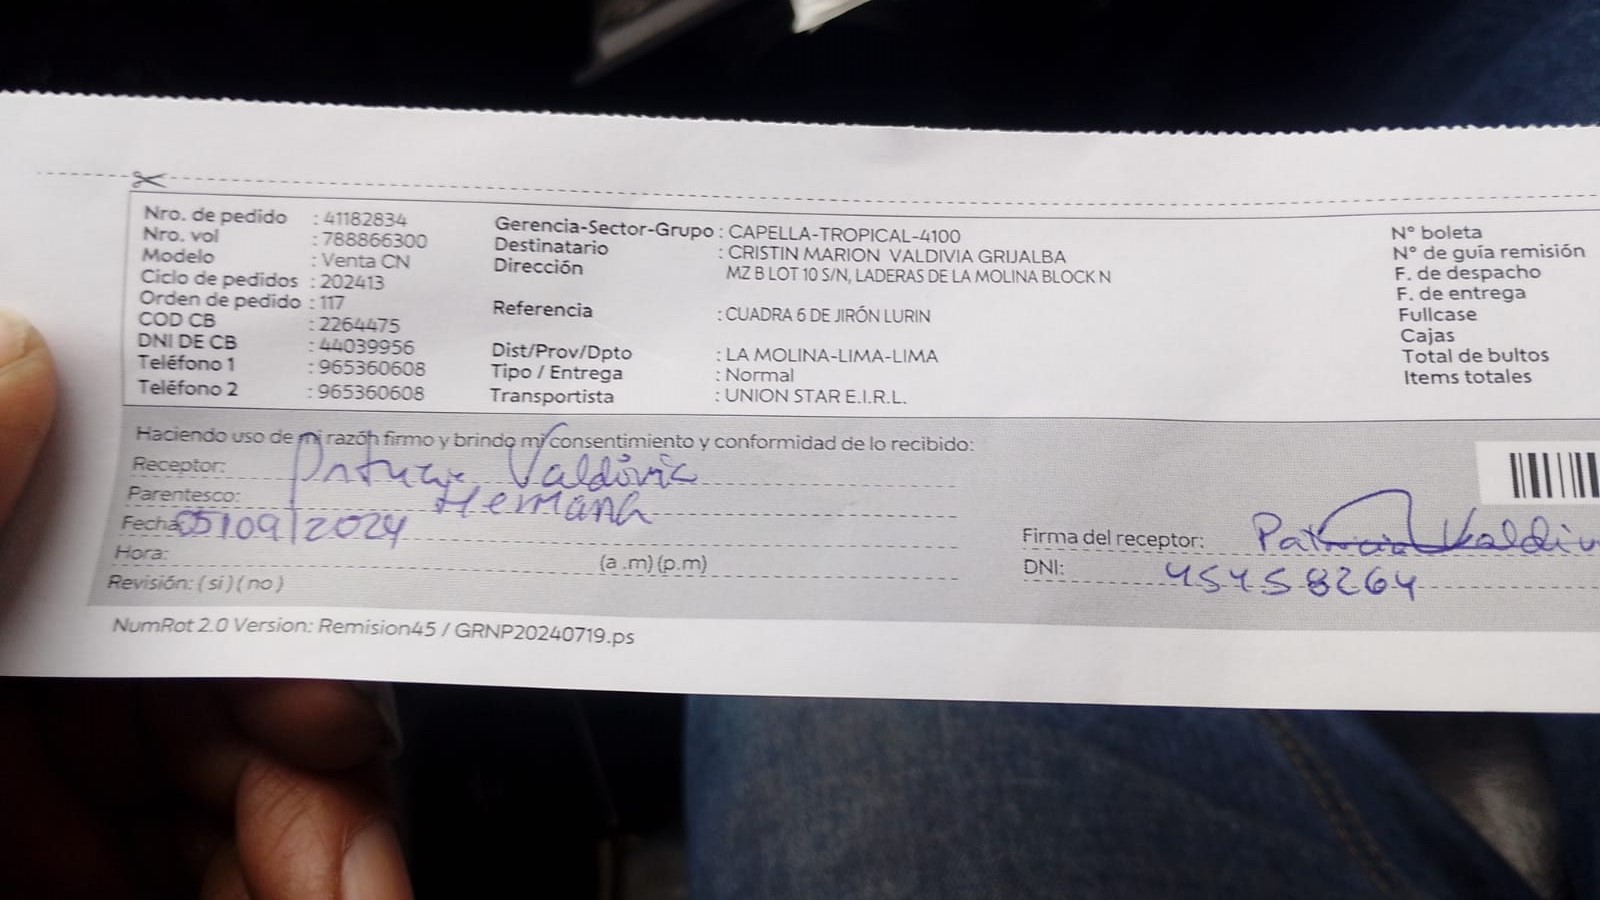 Nro. de pedido : 41182834
Nro. vol : 788866300
Modelo : Venta CN
Ciclo de pedidos : 202413
Orden de pedido : 117
COD CB : 2264475
DNI DE CB : 44039956
Teléfono 1 : 965360608
Teléfono 2 : 965360608
Gerencia-Sector-Grupo : CAPELLA-TROPICAL-4100
Destinatario : CRISTIN MARION VALDIVIA GRIJALBA
Dirección MZ B LOT 10 S/N, LADERAS DE LA MOLINA BLOCK N
Referencia : CUADRA 6 DE JIRÓN LURIN
Dist/Prov/Dpto : LA MOLINA-LIMA-LIMA
Tipo / Entrega : Normal
Transportista : UNION STAR E.I.R.L.
N° boleta
N° de guía remisión
F. de despacho
F. de entrega
Fullcase
Cajas
Total de bultos
Items totales
Haciendo uso de mi razón firmo y brindo mi consentimiento y conformidad de lo recibido:
Receptor: Valdivia
Parentesco: Hermana
Fecha: 05/09/2024
Hora: (a .m) (p.m)
Revisión: ( si ) ( no )
Firma del receptor:
DNI: 45458264
NumRot 2.0 Version: Remision45 / GRNP20240719.ps